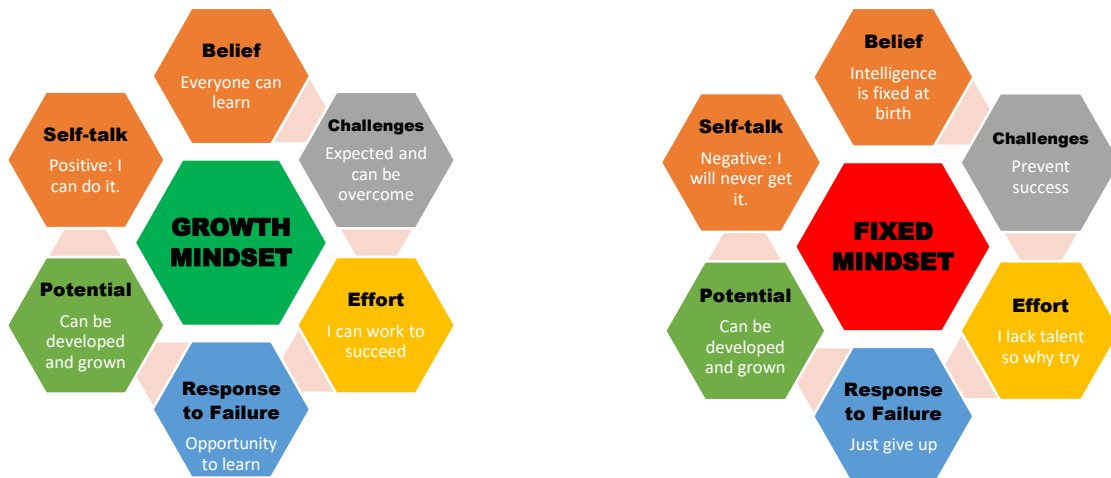 Belief
Everyone can
learn
Challenges
Expected and
can be
overcome
Effort
I can work to
succeed
Response
to Failure
Opportunity
to learn
Potential
Can be
developed
and grown
Self-talk
Positive: I
can do it.
GROWTH
MINDSET
Belief
Intelligence
is fixed at
birth
Challenges
Prevent
success
Effort
I lack talent
so why try
Response
to Failure
Just give up
Potential
Can be
developed
and grown
Self-talk
Negative: I
will never get
it.
FIXED
MINDSET